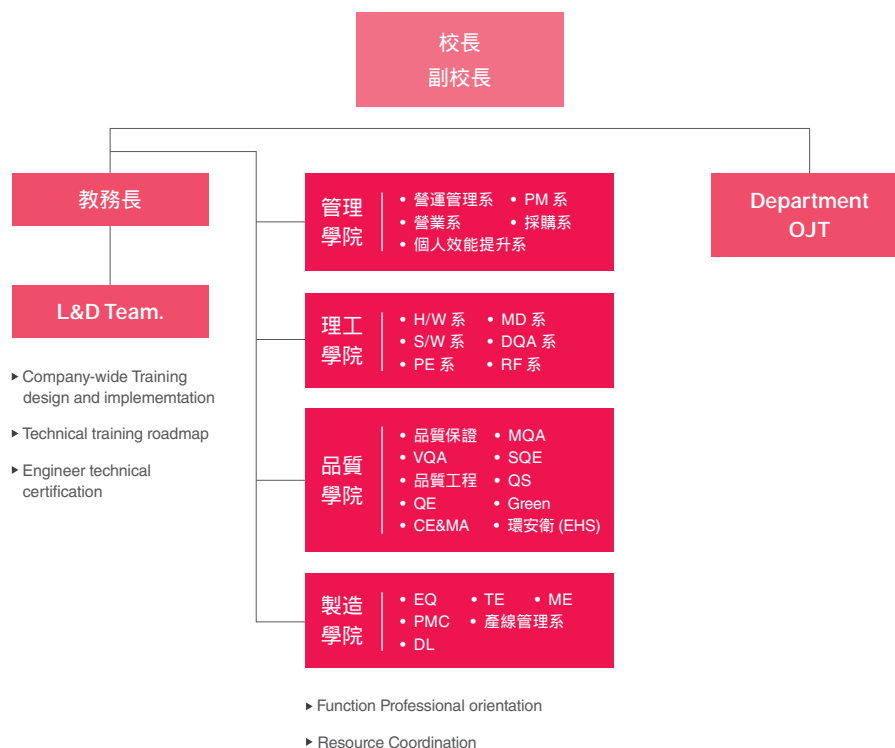 校長
副校長
教務長
L&D Team.
▸ Company-wide Training
design and implememtation
▸ Technical training roadmap
▸ Engineer technical
certification
管理
學院
• 營運管理系 • PM 系
• 營業系 • 採購系
• 個人效能提升系
理工
學院
• H/W 系 • MD 系
• S/W 系 • DQA 系
• PE 系 • RF 系
品質
學院
• 品質保證 • MQA
• VQA • SQE
• 品質工程 • QS
• QE • Green
• CE&MA • 環安衛 (EHS)
製造
學院
• EQ • TE • ME
• PMC • 產線管理系
• DL
▸ Function Professional orientation
▸ Resource Coordination
Department
OJT